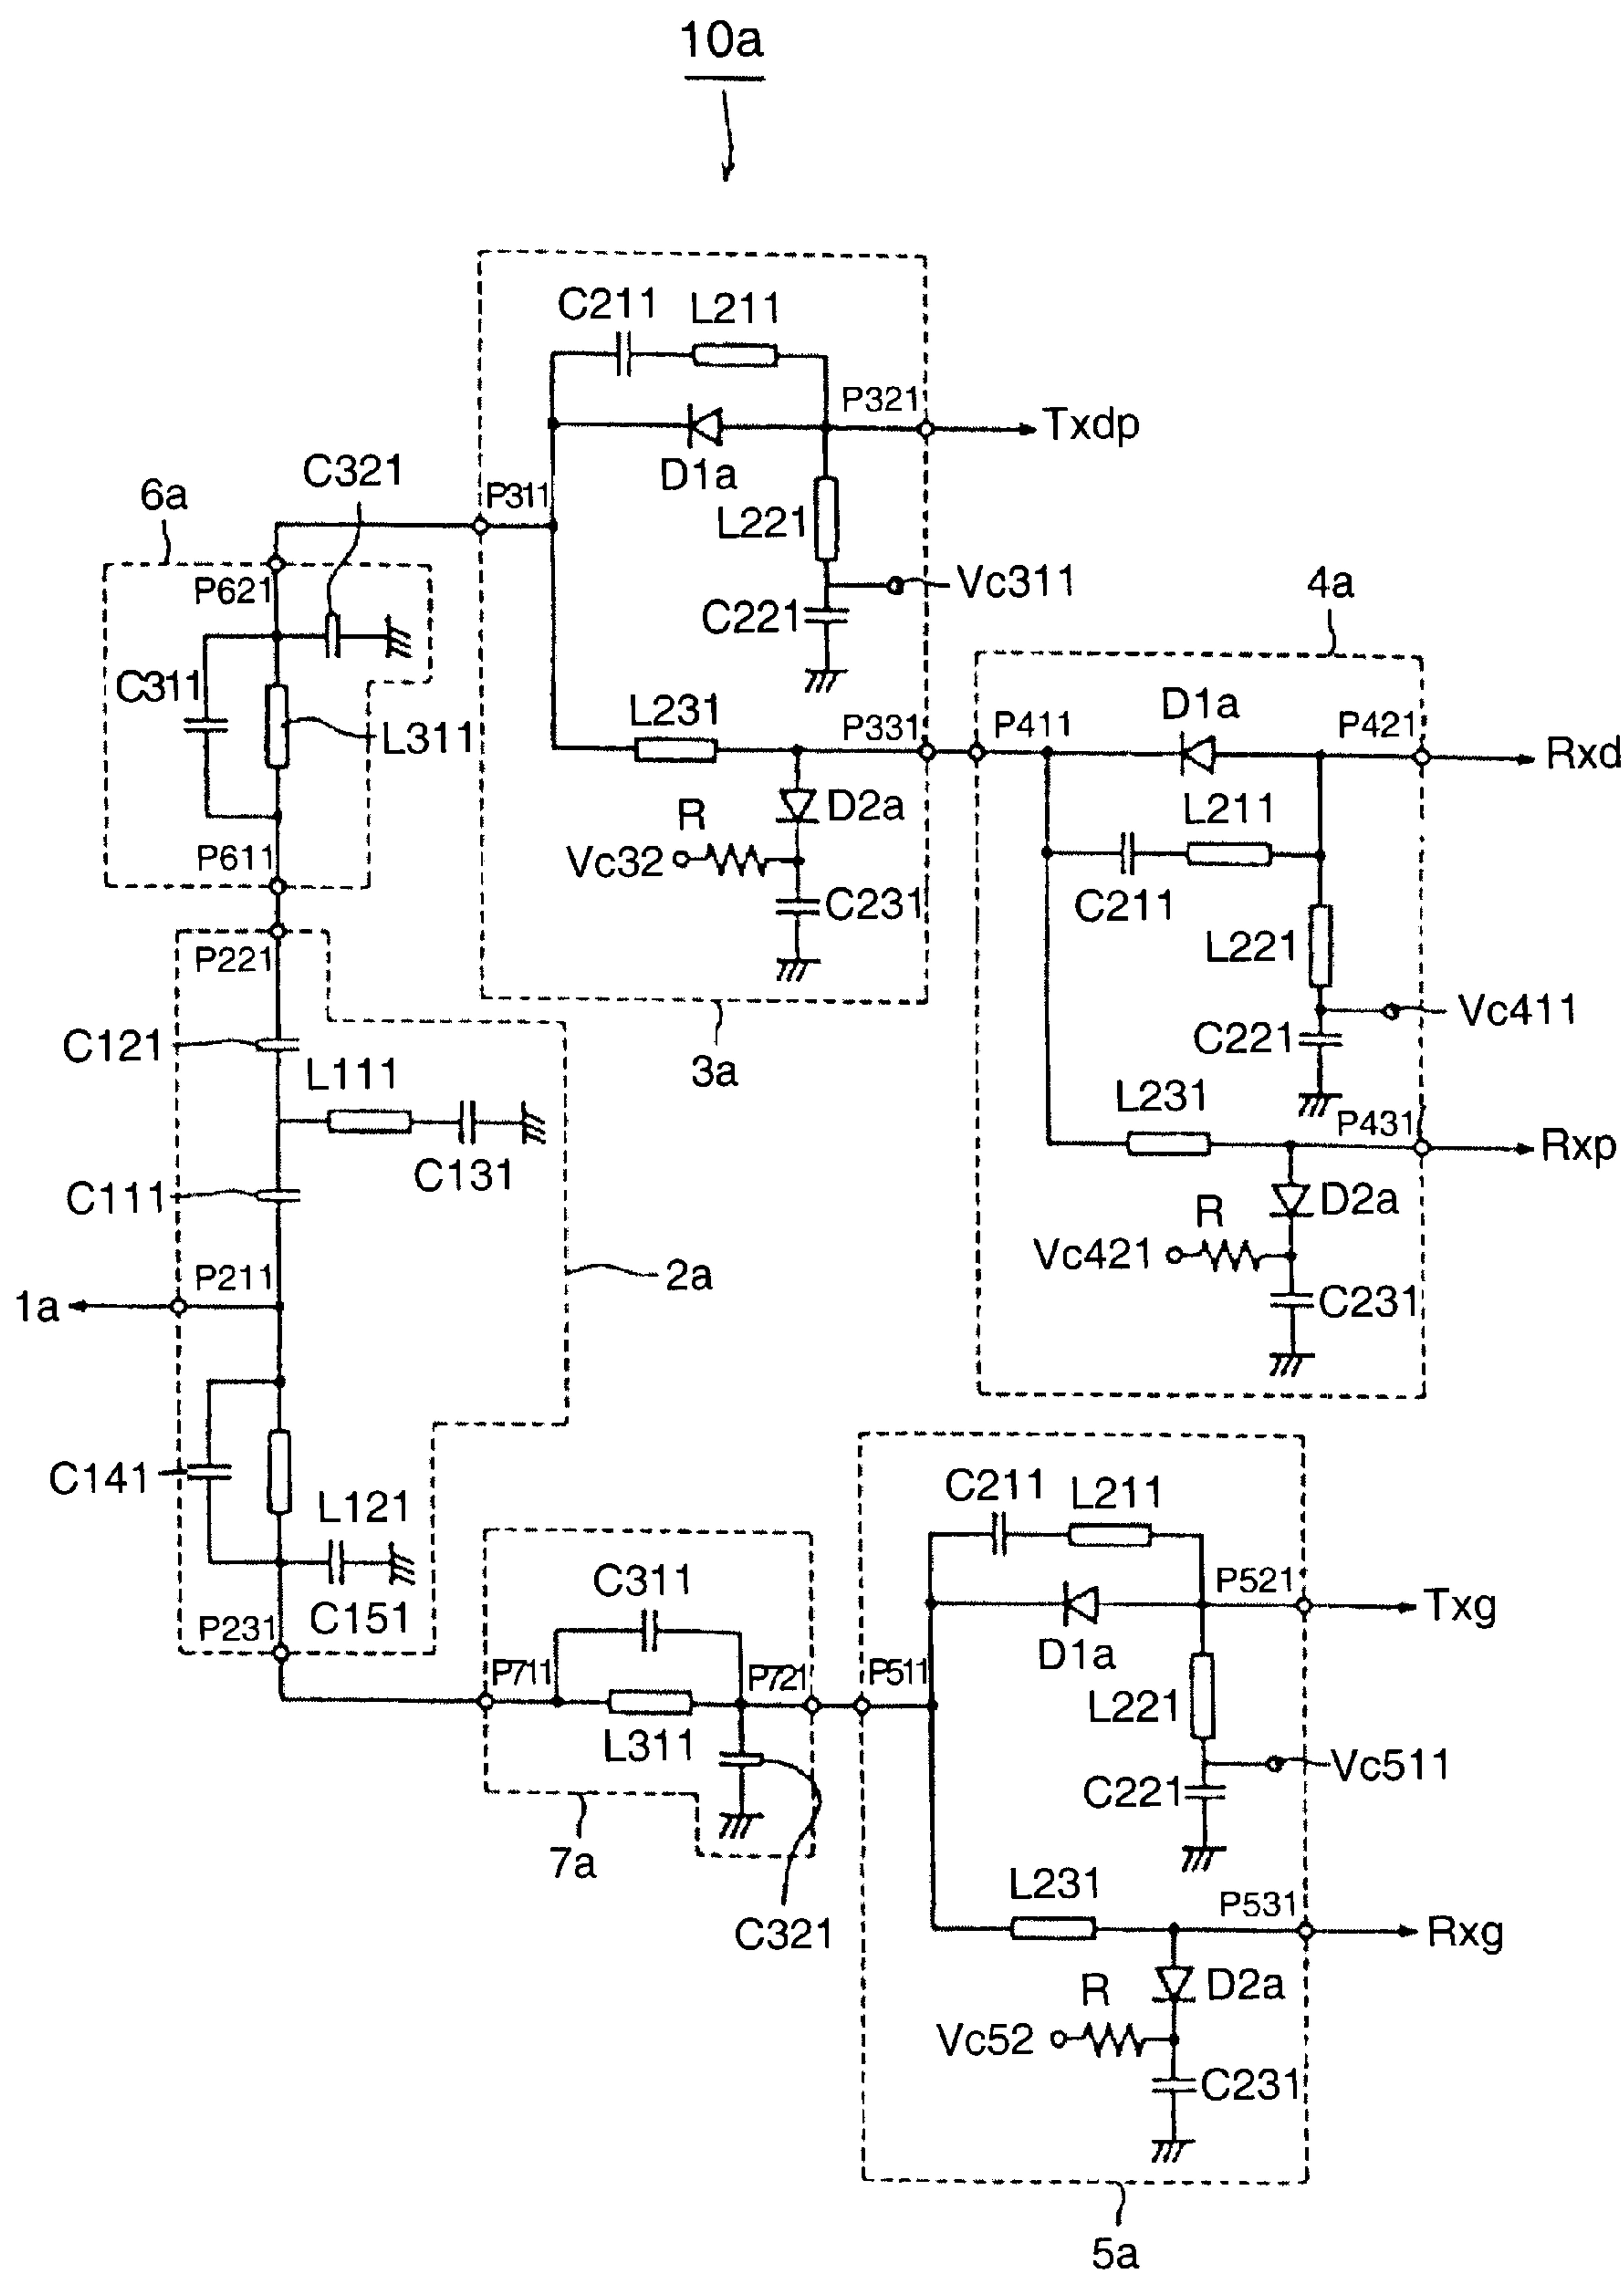 10a
C211 L211
P321 Txdp
C321
D1a
6a
P311
L221
P621
Vc311
4a
C221
C311
L231
D1a
P331 P411 P421
L311
Rxd
R D2a
L211
P611
Vc32
C231
C211
P221
L221
Vc411
C121
L111
3a
C221
L231
P431
Rxp
C131
C111
R D2a
Vc421
P211
2a
1a
C231
C141
C211 L211
L121
C311
P521
Txg
C151
P231
D1a
P711 P721 P511
L221
L311
Vc511
C221
7a
L231
P531
C321
Rxg
R D2a
Vc52
C231
5a